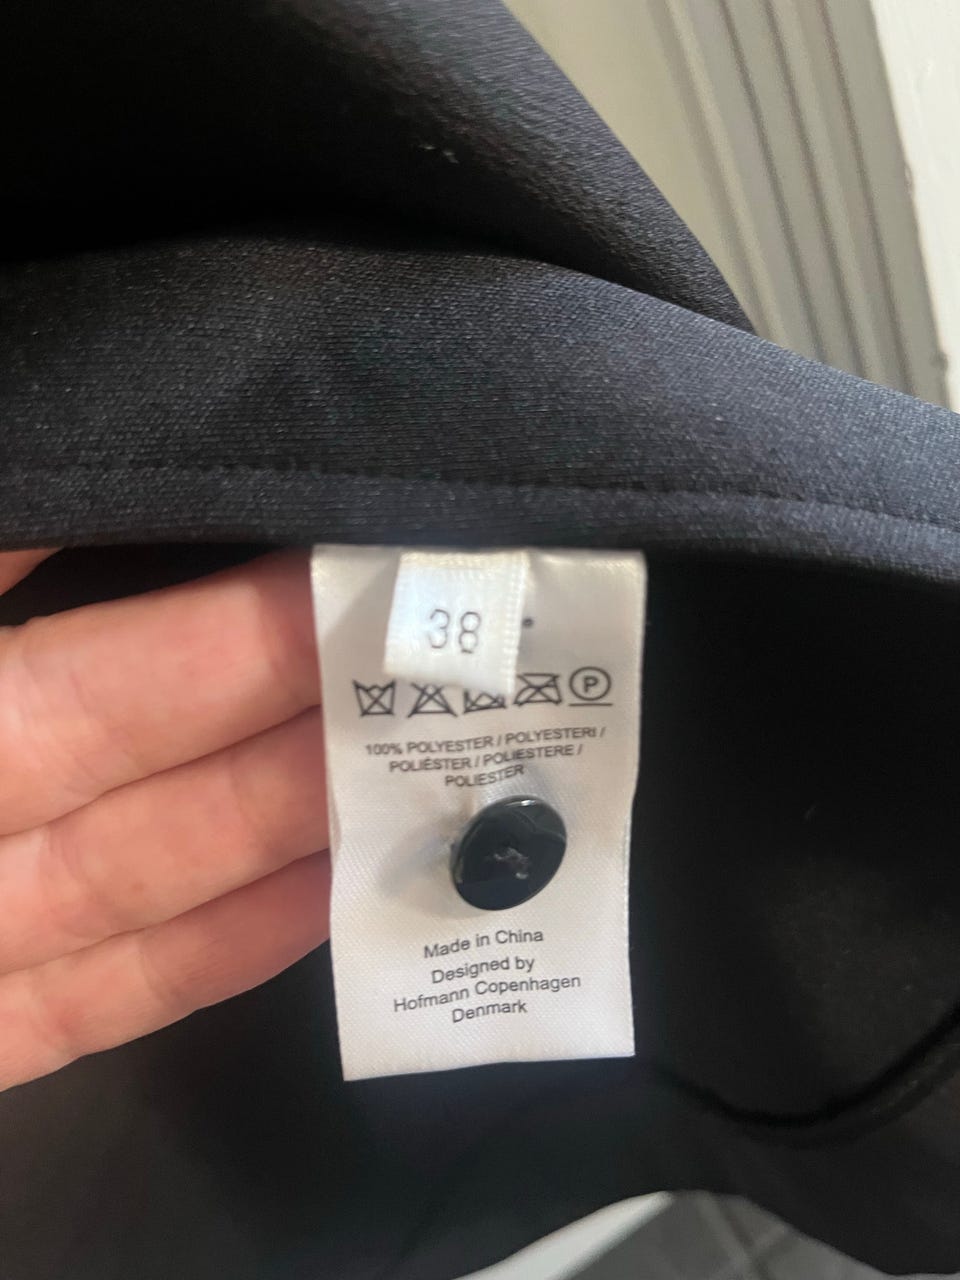 38
P
100% POLYESTER / POLYESTERI /
POLIÉSTER / POLIESTERE /
POLIESTER
Made in China
Designed by
Hofmann Copenhagen
Denmark